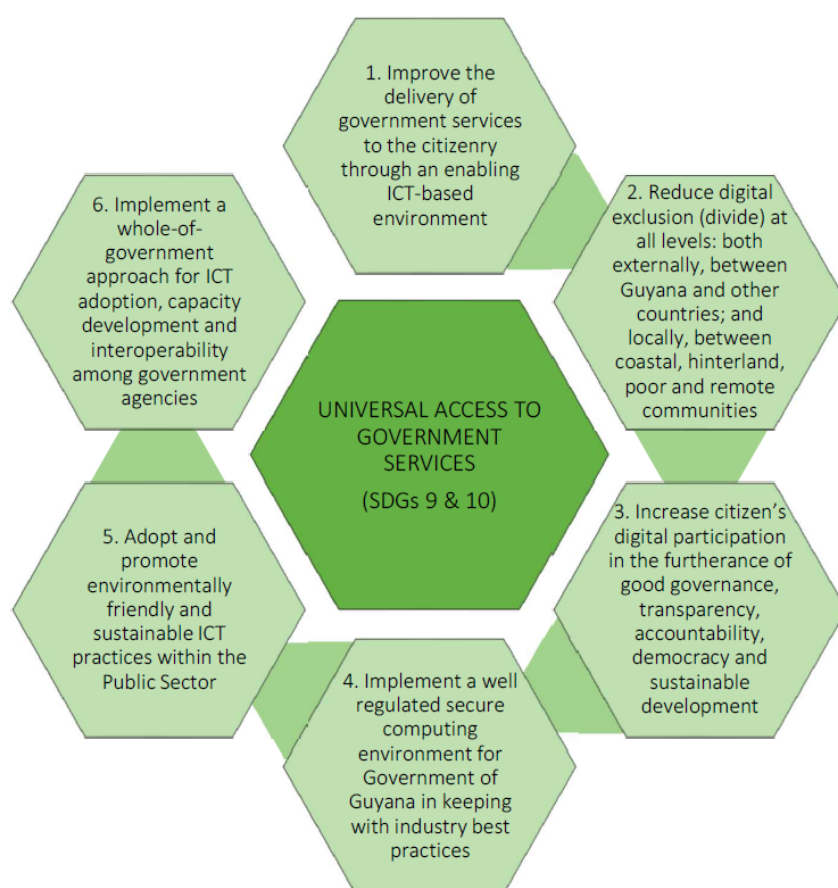 1. Improve the
delivery of
government services
to the citizenry
through an enabling
ICT-based
environment
2. Reduce digital
exclusion (divide) at
all levels: both
externally, between
Guyana and other
countries; and
locally, between
coastal, hinterland,
poor and remote
communities
3. Increase citizen’s
digital participation
in the furtherance of
good governance,
transparency,
accountability,
democracy and
sustainable
development
4. Implement a well
regulated secure
computing
environment for
Government of
Guyana in keeping
with industry best
practices
5. Adopt and
promote
environmentally
friendly and
sustainable ICT
practices within the
Public Sector
6. Implement a
whole-of-
government
approach for ICT
adoption, capacity
development and
interoperability
among government
agencies
UNIVERSAL ACCESS TO
GOVERNMENT
SERVICES
(SDGs 9 & 10)